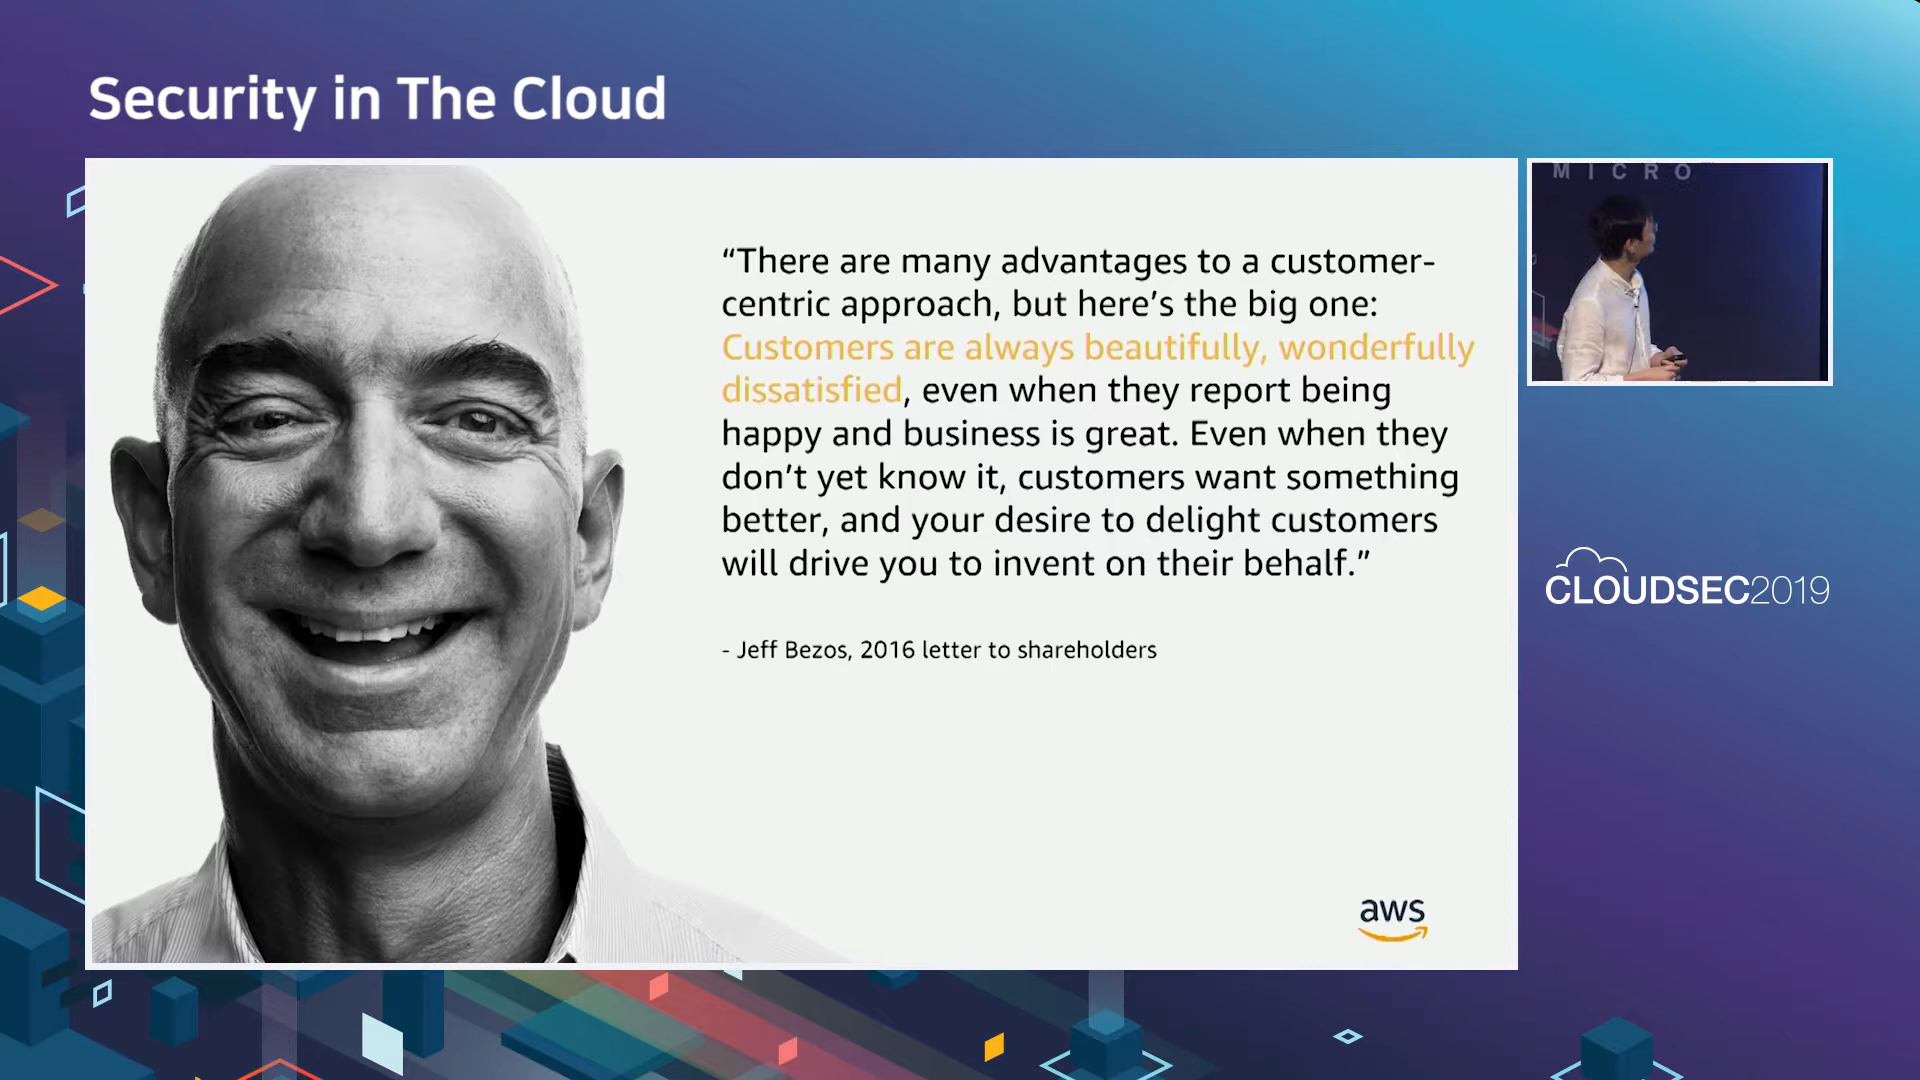 Security in The Cloud
MICRO
“There are many advantages to a customer-
centric approach, but here’s the big one:
Customers are always beautifully, wonderfully
dissatisfied, even when they report being
happy and business is great. Even when they
don’t yet know it, customers want something
better, and your desire to delight customers
will drive you to invent on their behalf.”
- Jeff Bezos, 2016 letter to shareholders
CLOUDSEC2019
aws